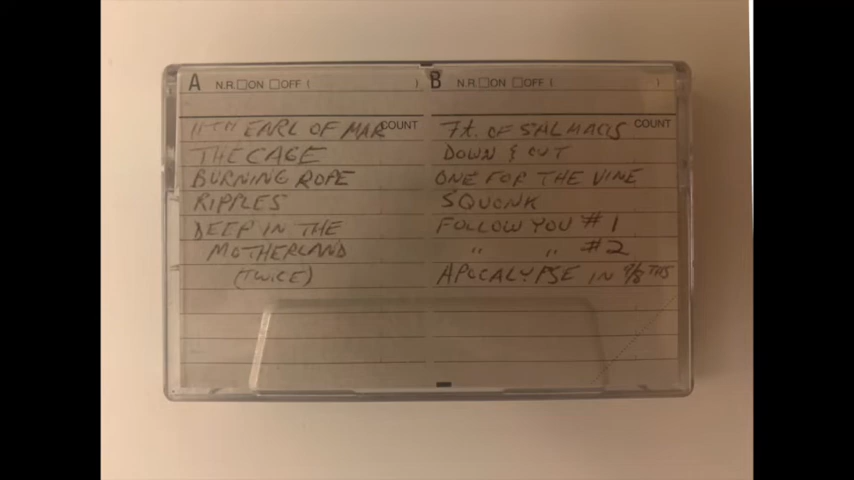 A N.R. □ON □OFF ( )
COUNT
11TH EARL OF MAR
THE CAGE
BURNING ROPE
RIPPLES
DEEP IN THE
MOTHERLAND
(TWICE)
B N.R. □ON □OFF ( )
COUNT
7t. OF SALMACIS
DOWN & OUT
ONE FOR THE VINE
SQUONK
FOLLOW YOU #1
" " #2
APOCALYPSE IN 9/8 THS